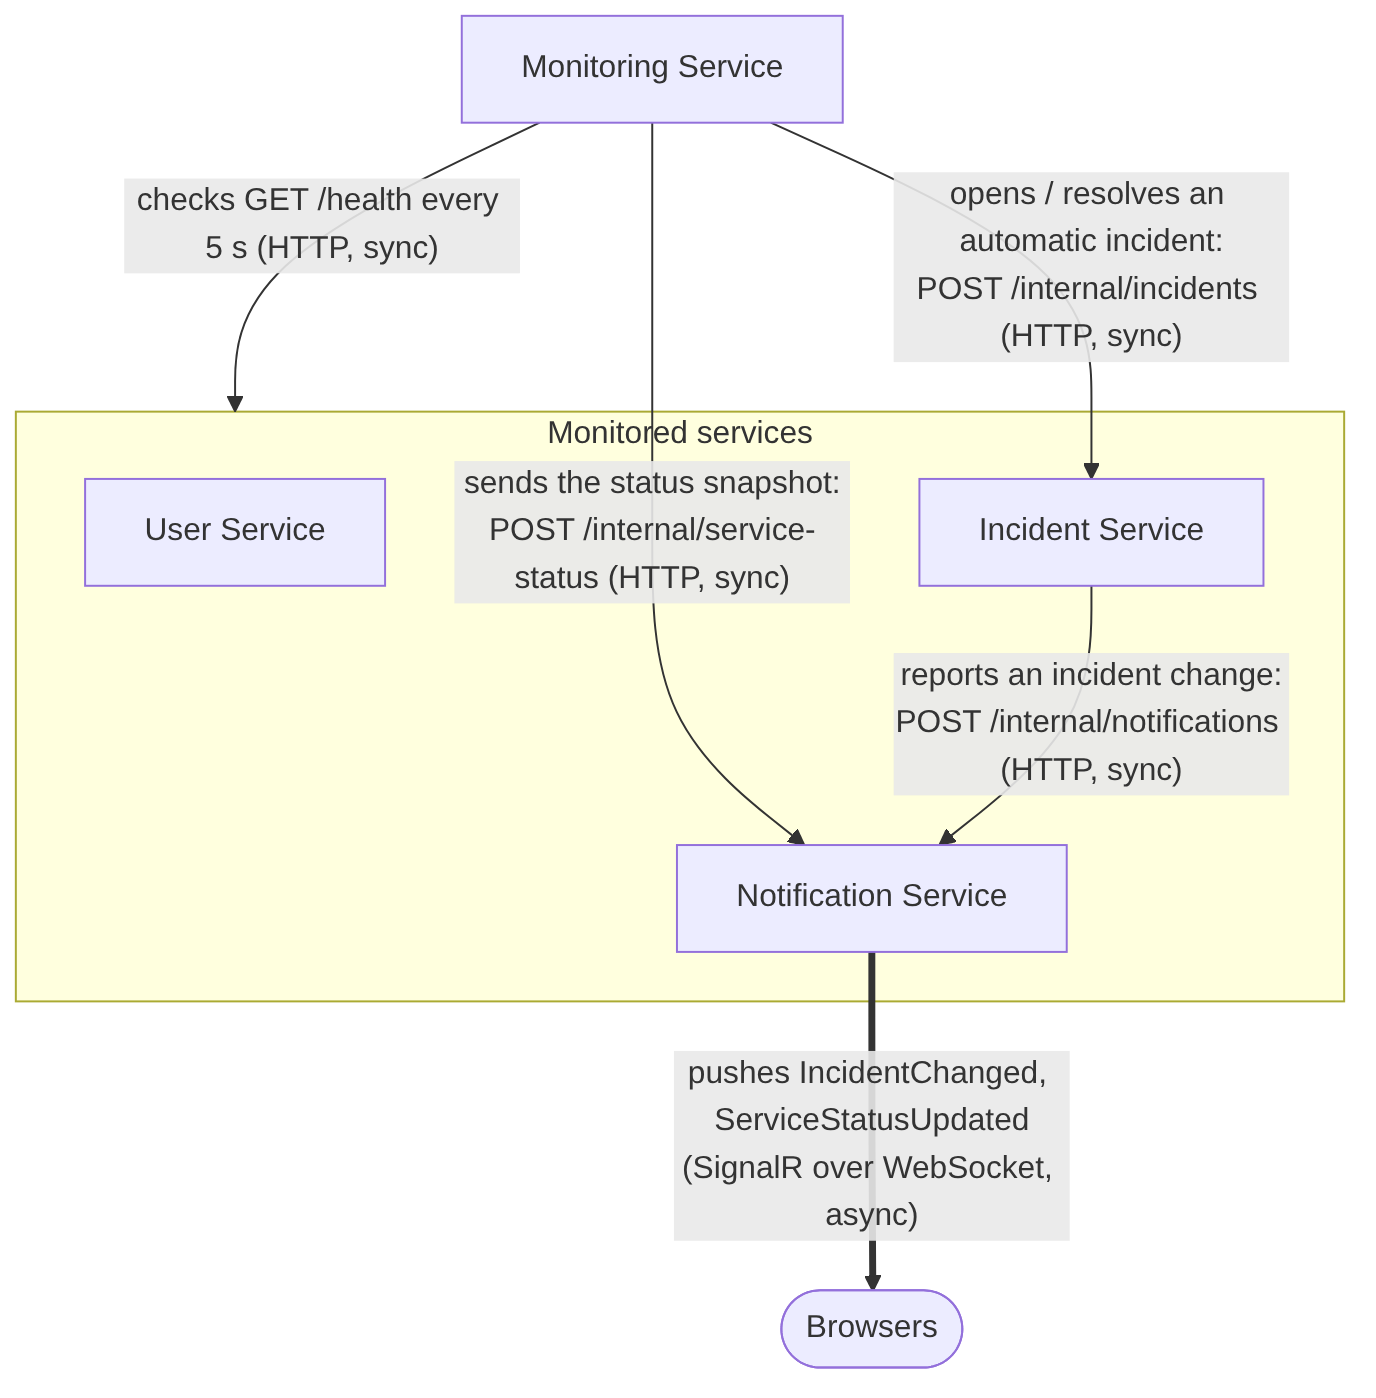 Monitoring Service
checks GET /health every
5 s (HTTP, sync)
opens / resolves an
automatic incident:
POST /internal/incidents
(HTTP, sync)
Monitored services
User Service
sends the status snapshot:
POST /internal/service-
status (HTTP, sync)
Incident Service
reports an incident change:
POST /internal/notifications
(HTTP, sync)
Notification Service
pushes IncidentChanged,
ServiceStatusUpdated
(SignalR over WebSocket,
async)
Browsers